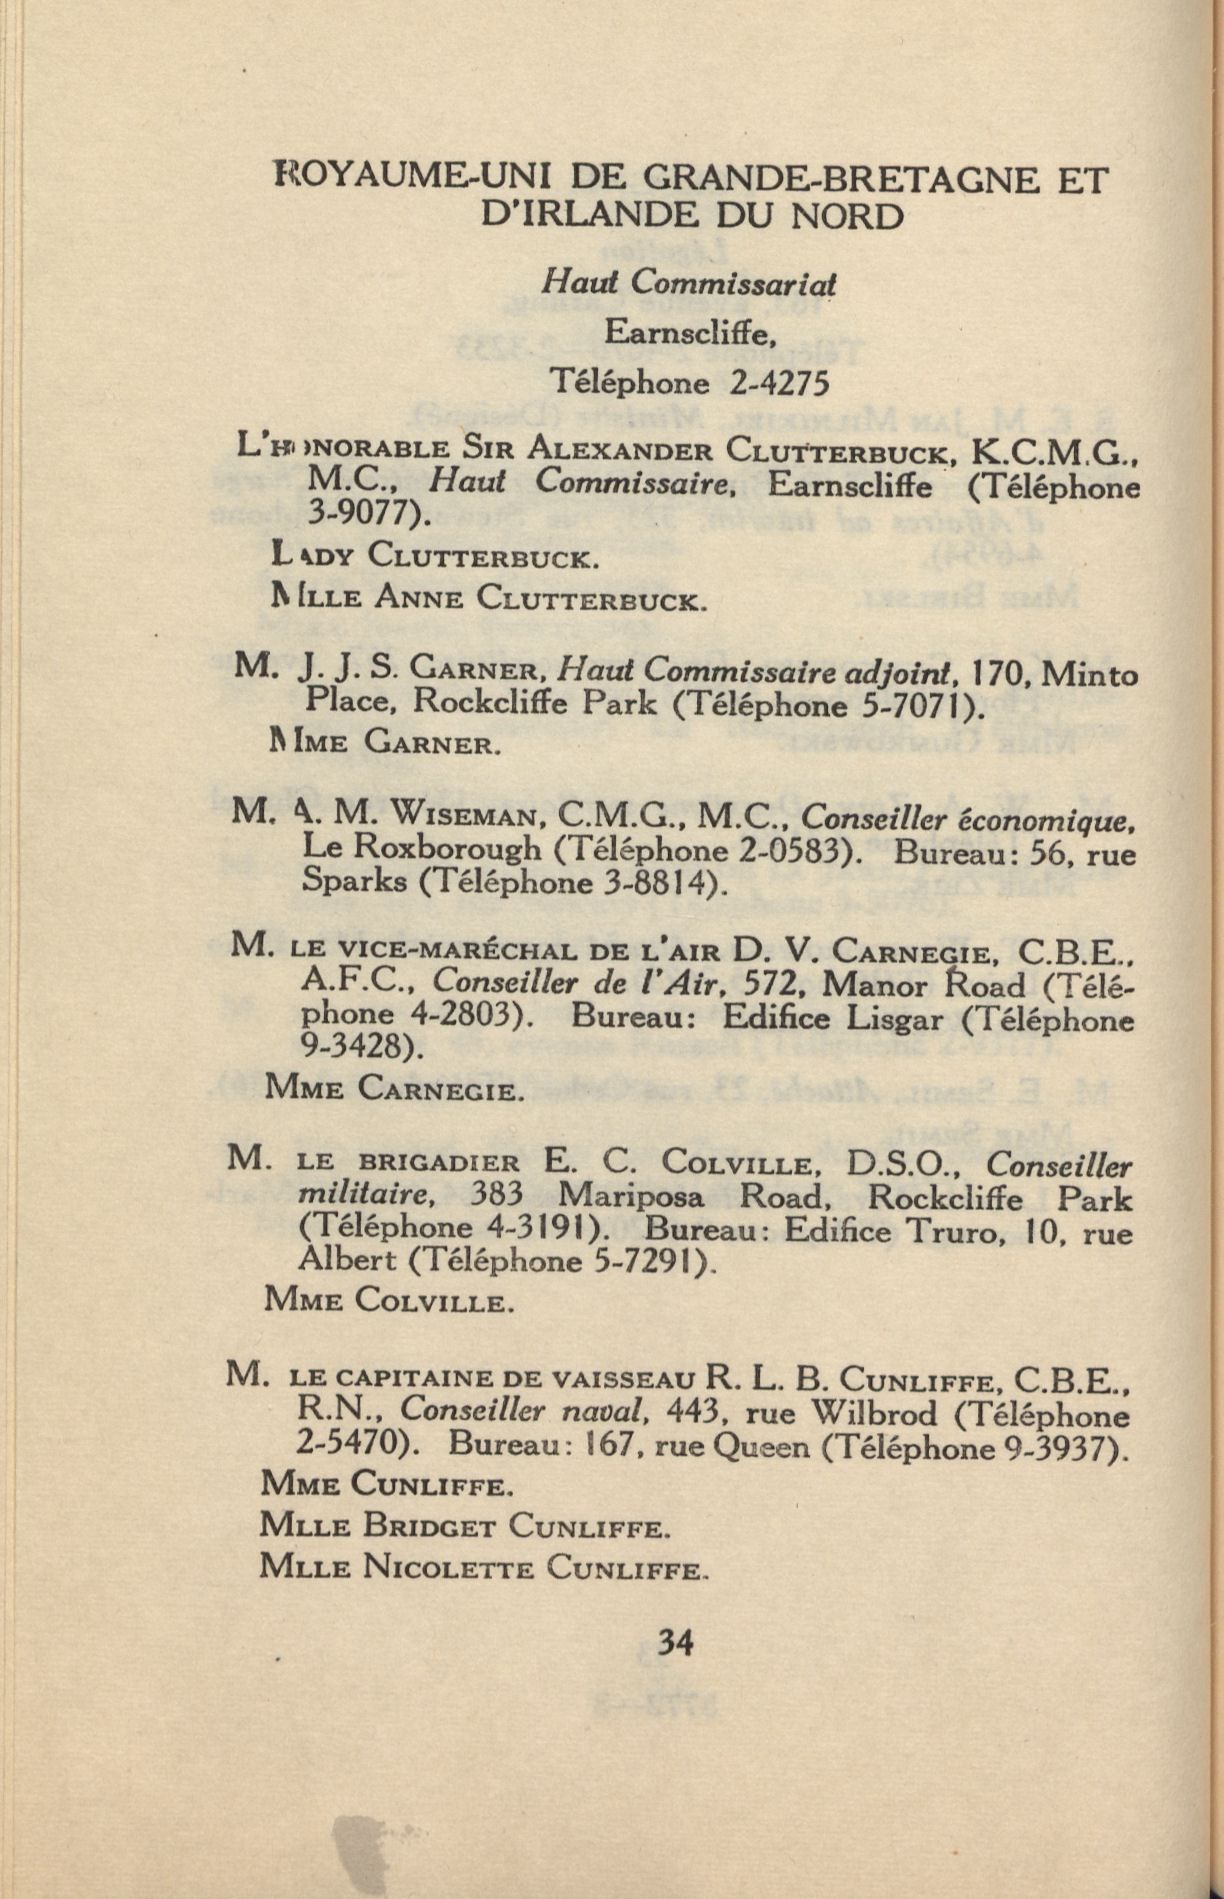 ROYAUME-UNI DE GRANDE-BRETAGNE ET
D'IRLANDE DU NORD
Haut Commissariat
Earnscliffe,
Téléphone 2-4275
L'HONORABLE SIR ALEXANDER CLUTTERBUCK, K.C.M.G.,
M.C., Haut Commissaire, Earnscliffe (Téléphone
3-9077).
LADY CLUTTERBUCK.
MLLE ANNE CLUTTERBUCK.
M. J. J. S. GARNER, Haut Commissaire adjoint, 170, Minto
Place, Rockcliffe Park (Téléphone 5-7071).
MME GARNER.
M. A. M. WISEMAN, C.M.G., M.C., Conseiller économique,
Le Roxborough (Téléphone 2-0583). Bureau: 56, rue
Sparks (Téléphone 3-8814).
M. LE VICE-MARÉCHAL DE L'AIR D. V. CARNEGIE, C.B.E.,
A.F.C., Conseiller de l'Air, 572, Manor Road (Télé-
phone 4-2803). Bureau: Edifice Lisgar (Téléphone
9-3428).
MME CARNEGIE.
M. LE BRIGADIER E. C. COLVILLE, D.S.O., Conseiller
militaire, 383 Mariposa Road, Rockcliffe Park
(Téléphone 4-3191). Bureau: Edifice Truro, 10, rue
Albert (Téléphone 5-7291).
MME COLVILLE.
M. LE CAPITAINE DE VAISSEAU R. L. B. CUNLIFFE, C.B.E.,
R.N., Conseiller naval, 443, rue Wilbrod (Téléphone
2-5470). Bureau: 167, rue Queen (Téléphone 9-3937).
MME CUNLIFFE.
MLLE BRIDGET CUNLIFFE.
MLLE NICOLETTE CUNLIFFE.
34